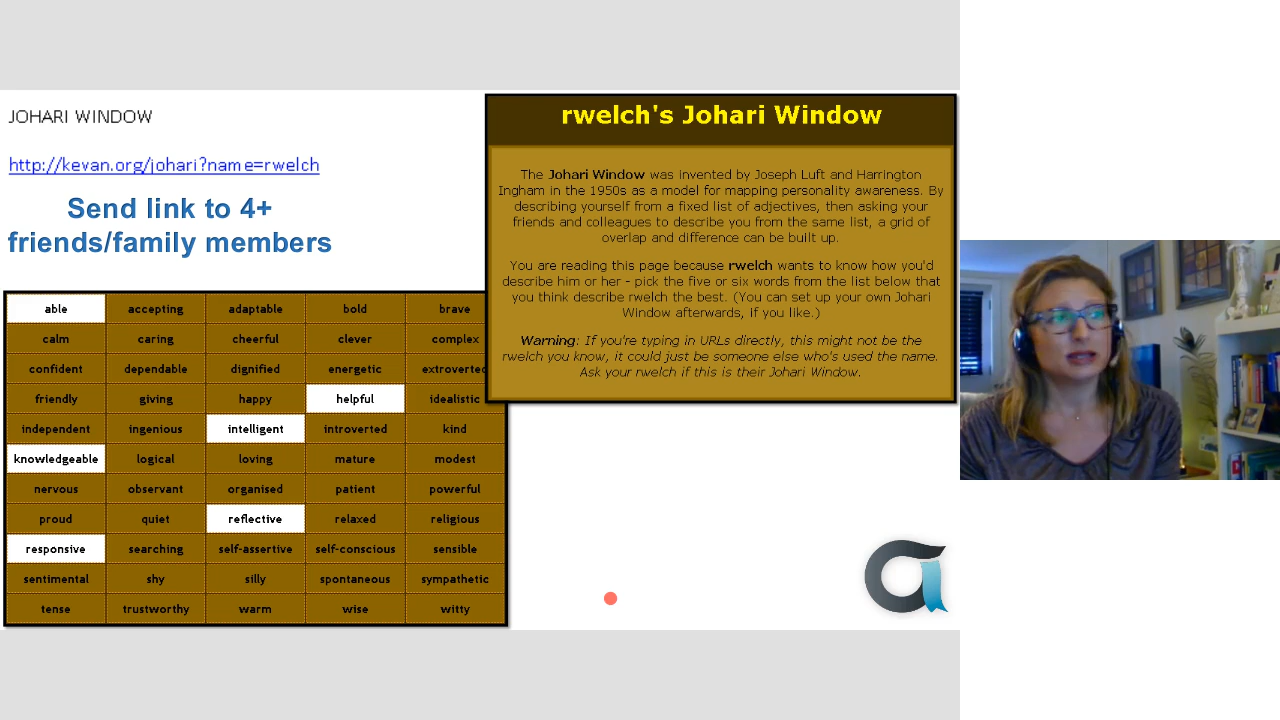 JOHARI WINDOW
http://kevan.org/johari?name=rwelch
Send link to 4+
friends/family members
rwelch's Johari Window
The Johari Window was invented by Joseph Luft and Harrington
Ingham in the 1950s as a model for mapping personality awareness. By
describing yourself from a fixed list of adjectives, then asking your
friends and colleagues to describe you from the same list, a grid of
overlap and difference can be built up.
You are reading this page because rwelch wants to know how you'd
describe him or her - pick the five or six words from the list below that
you think describe rwelch the best. (You can set up your own Johari
Window afterwards, if you like.)
Warning: If you're typing in URLs directly, this might not be the
rwelch you know, it could just be someone else who's used the name.
Ask your rwelch if this is their Johari Window.
able accepting adaptable bold brave
calm caring cheerful clever complex
confident dependable dignified energetic extroverted
friendly giving happy helpful idealistic
independent ingenious intelligent introverted kind
knowledgeable logical loving mature modest
nervous observant organised patient powerful
proud quiet reflective relaxed religious
responsive searching self-assertive self-conscious sensible
sentimental shy silly spontaneous sympathetic
tense trustworthy warm wise witty